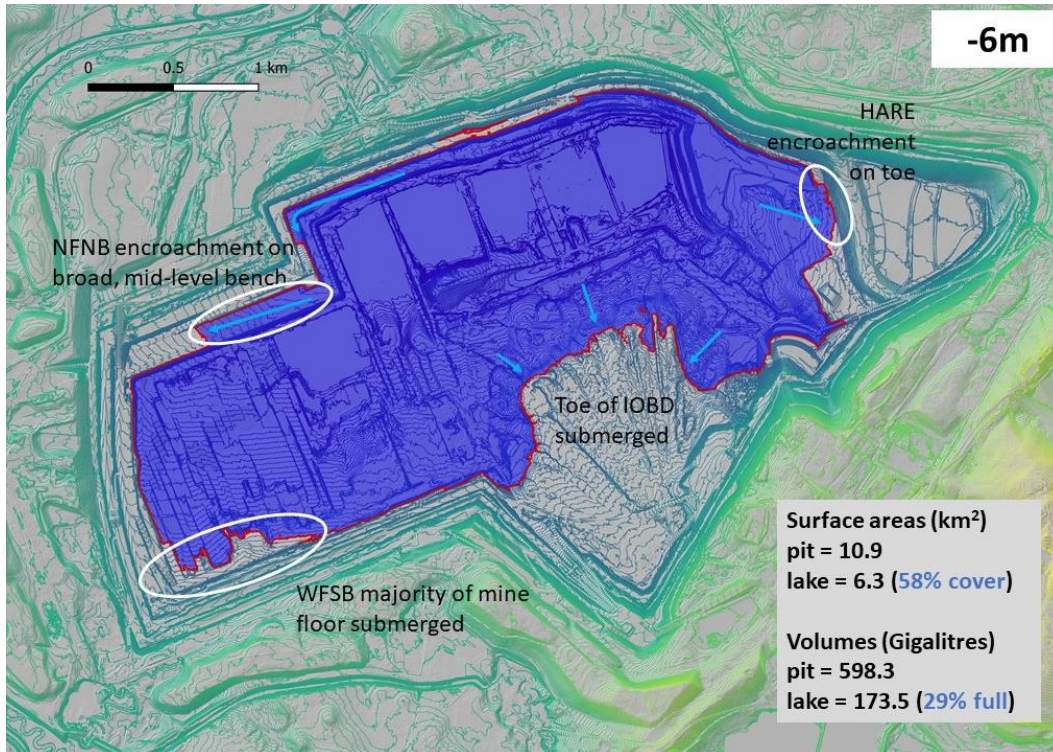 -6m
0 0.5 1 km
HARE
encroachment
on toe
NFNB encroachment on
broad, mid-level bench
Toe of IOBD
submerged
WFSB majority of mine
floor submerged
Surface areas (km²)
pit = 10.9
lake = 6.3 (58% cover)
Volumes (Gigalitres)
pit = 598.3
lake = 173.5 (29% full)